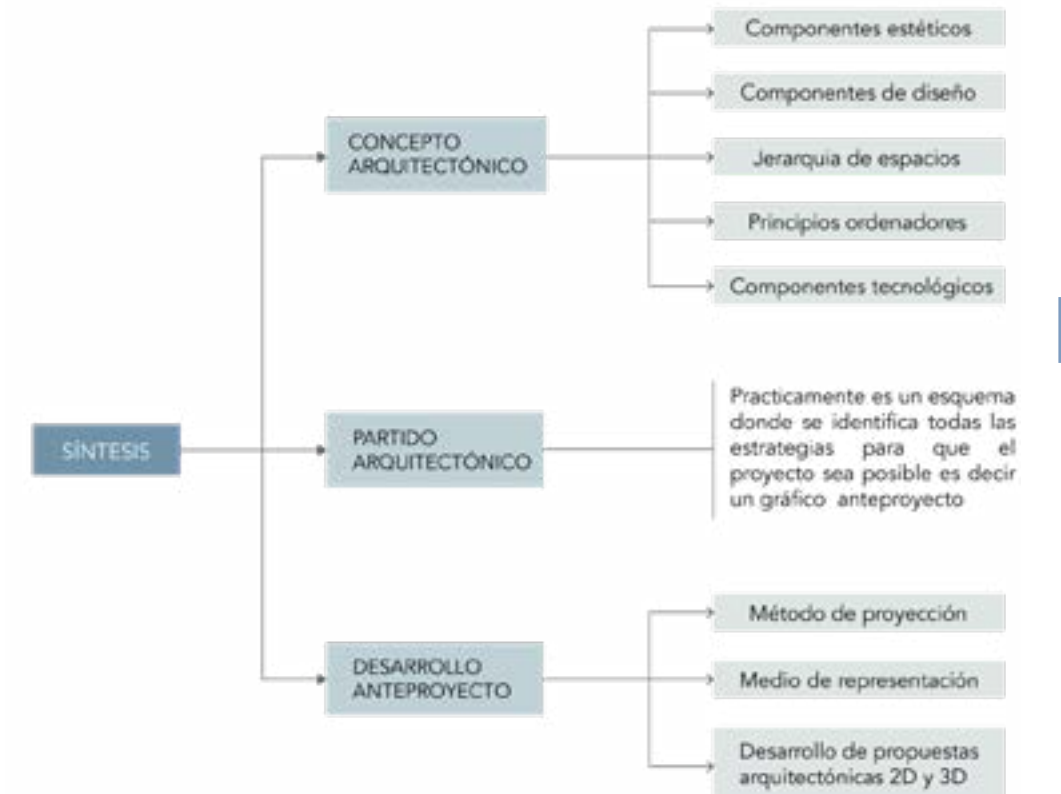 SÍNTESIS
CONCEPTO
ARQUITECTÓNICO
Componentes estéticos
Componentes de diseño
Jerarquia de espacios
Principios ordenadores
Componentes tecnológicos
PARTIDO
ARQUITECTÓNICO
Practicamente es un esquema
donde se identifica todas las
estrategias para que el
proyecto sea posible es decir
un gráfico anteproyecto
DESARROLLO
ANTEPROYECTO
Método de proyección
Medio de representación
Desarrollo de propuestas
arquitectónicas 2D y 3D